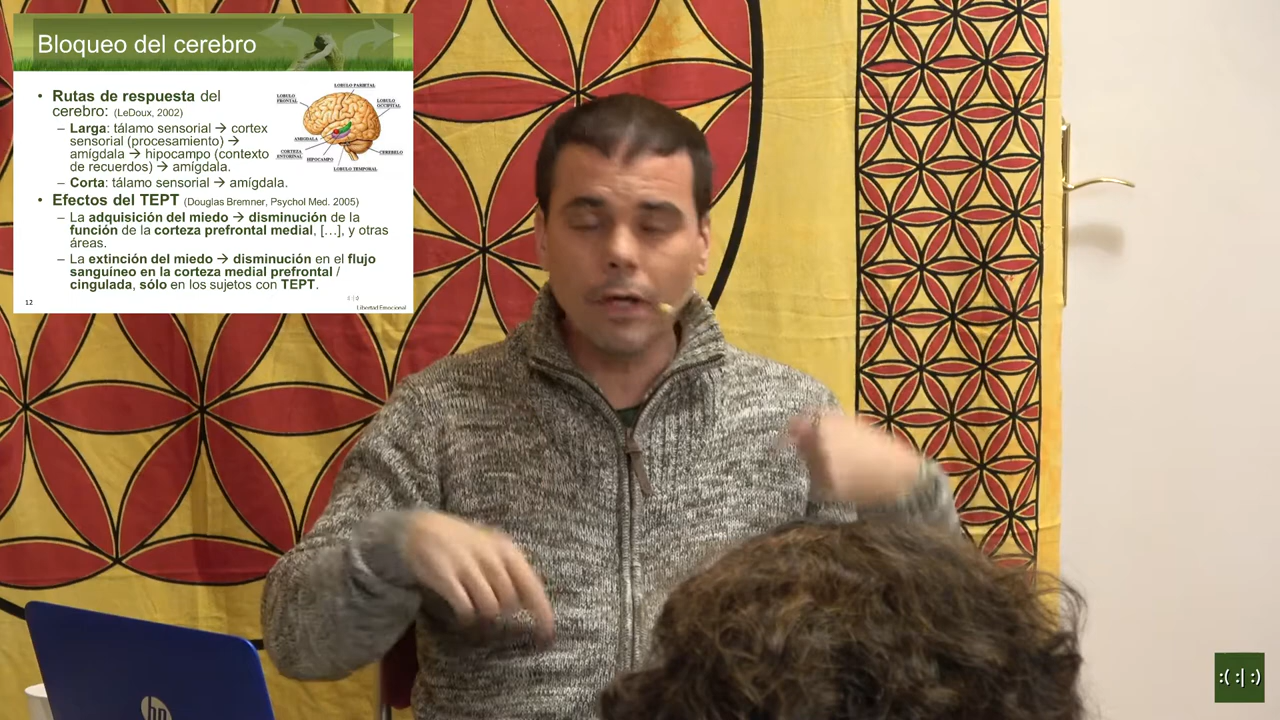 Bloqueo del cerebro
• Rutas de respuesta del
cerebro: (LeDoux, 2002)
– Larga: tálamo sensorial → cortex
sensorial (procesamiento) →
amígdala → hipocampo (contexto
de recuerdos) → amígdala.
– Corta: tálamo sensorial → amígdala.
• Efectos del TEPT (Douglas Bremner, Psychol Med. 2005)
– La adquisición del miedo → disminución de la
función de la corteza prefrontal medial, […], y otras
áreas.
– La extinción del miedo → disminución en el flujo
sanguíneo en la corteza medial prefrontal /
cingulada, sólo en los sujetos con TEPT.
LOBULO PARIETAL
LOBULO
FRONTAL
LOBULO
OCCIPITAL
AMIGDALA
CORTEZA
ENTORINAL
HIPOCAMPO
CEREBELO
LOBULO TEMPORAL
12
Libertad Emocional
hp
:( :| :)